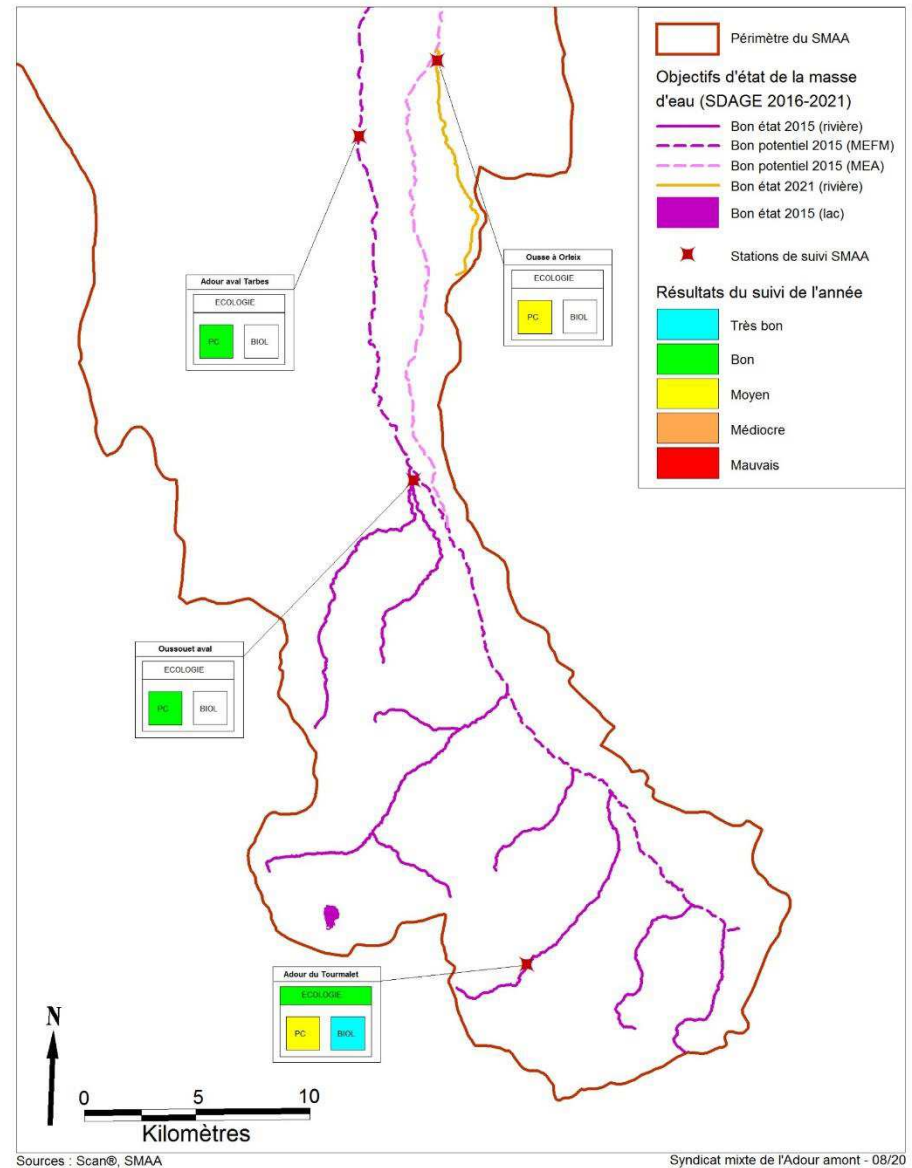 Périmètre du SMAA
Objectifs d'état de la masse
d'eau (SDAGE 2016-2021)
Bon état 2015 (rivière)
Bon potentiel 2015 (MEFM)
Bon potentiel 2015 (MEA)
Bon état 2021 (rivière)
Bon état 2015 (lac)
Stations de suivi SMAA
Résultats du suivi de l'année
Très bon
Bon
Moyen
Médiocre
Mauvais
Ousse à Orleix
ECOLOGIE
PC
BIOL
Adour aval Tarbes
ECOLOGIE
PC
BIOL
Oussouet aval
ECOLOGIE
PC
BIOL
Adour du Tourmalet
ECOLOGIE
PC
BIOL
N
0 5 10
Kilomètres
Sources : Scan®, SMAA
Syndicat mixte de l'Adour amont - 08/20